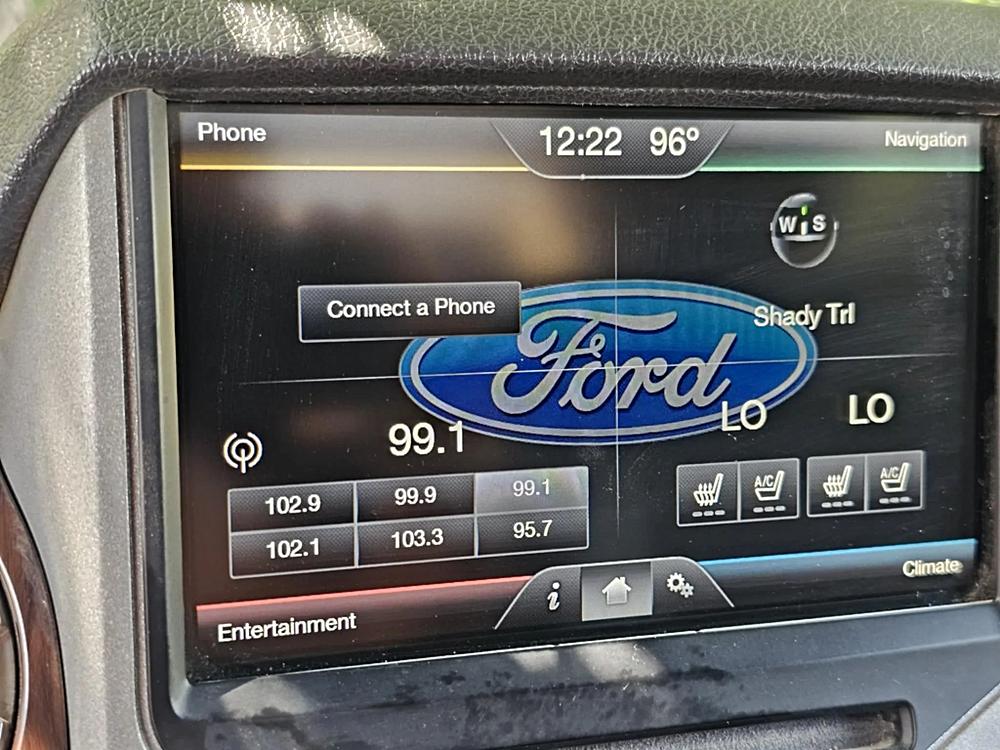 Phone
12:22 96°
Navigation
W S
Connect a Phone
Shady Trl
Ford
99.1
LO LO
102.9 99.9 99.1
102.1 103.3 95.7
A/C A/C
i
Entertainment
Climate